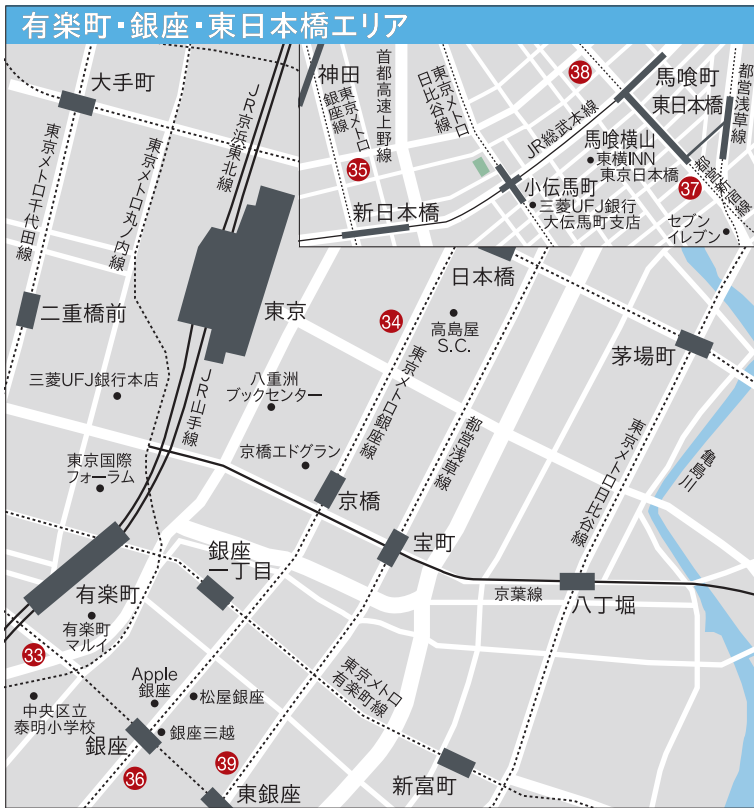 有楽町・銀座・東日本橋エリア
大手町
JR京浜東北線
東京メトロ千代田線
東京メトロ丸ノ内線
神田
東京メトロ
銀座線
首都高速上野線
東京メトロ
日比谷線
38
馬喰町
東日本橋
都営浅草線
JR総武本線
35
馬喰横山
東横INN
東京日本橋
37
都営新宿線
小伝馬町
三菱UFJ銀行
大伝馬町支店
新日本橋
セブン
イレブン
日本橋
二重橋前
東京
34
高島屋
S.C.
茅場町
三菱UFJ銀行本店
JR山手線
八重洲
ブックセンター
東京メトロ銀座線
都営浅草線
東京メトロ日比谷線
亀島川
京橋エドグラン
東京国際
フォーラム
京橋
宝町
銀座
一丁目
有楽町
京葉線
八丁堀
有楽町
マルイ
33
東京メトロ
有楽町線
Apple
銀座
松屋銀座
中央区立
泰明小学校
銀座
銀座三越
39
36
東銀座
新富町